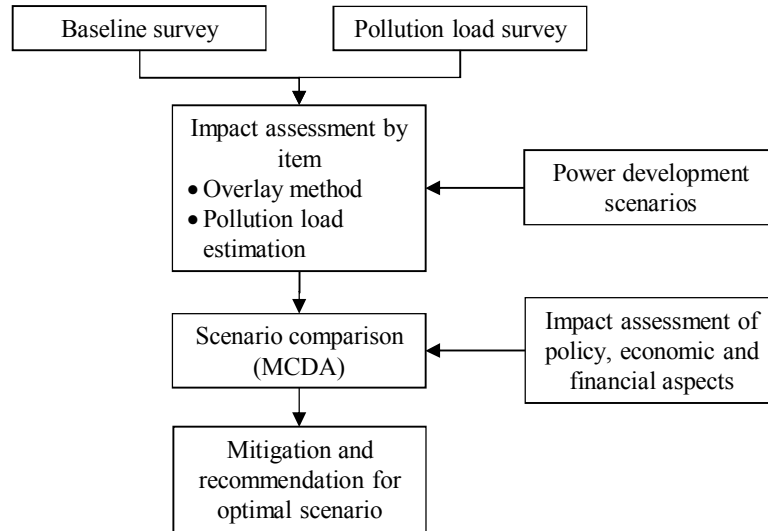 Baseline survey
Pollution load survey
Impact assessment by
item
• Overlay method
• Pollution load
estimation
Power development
scenarios
Scenario comparison
(MCDA)
Impact assessment of
policy, economic and
financial aspects
Mitigation and
recommendation for
optimal scenario